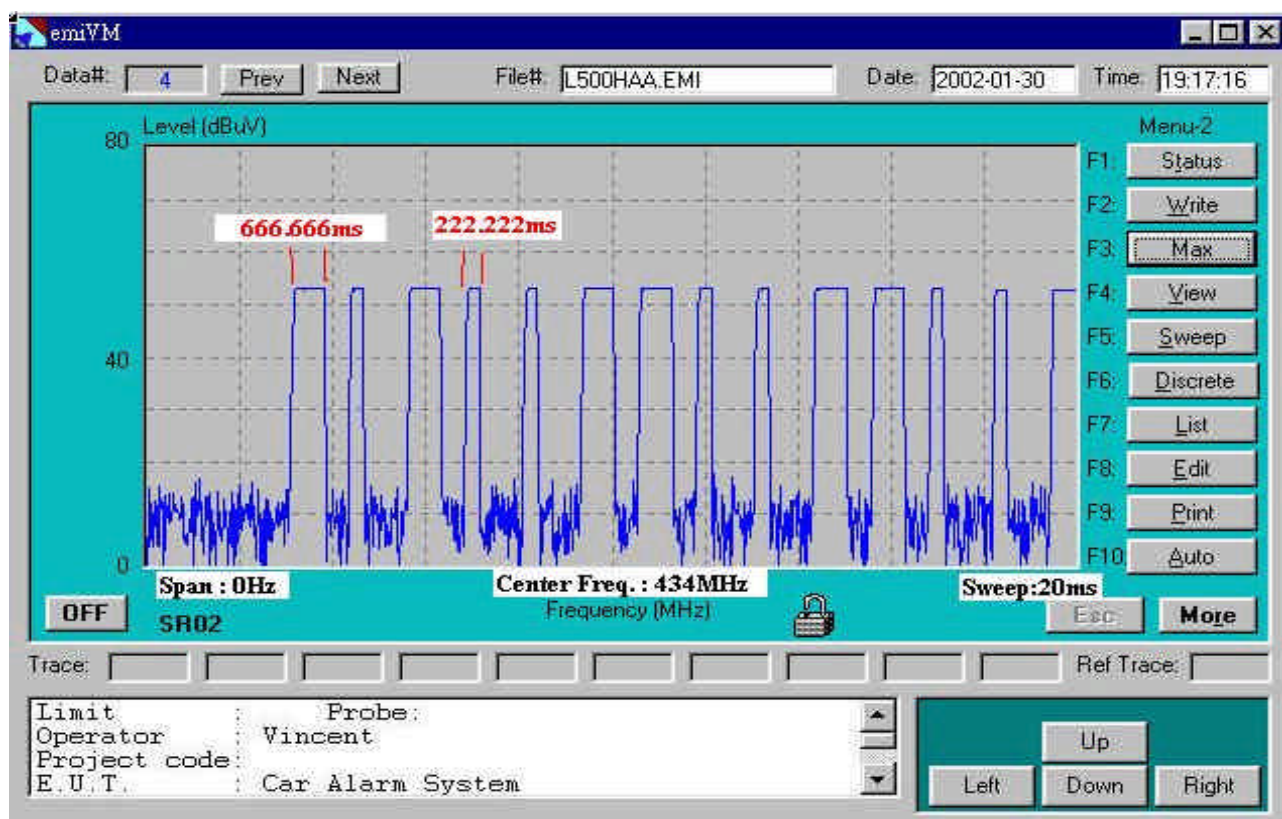 emiVM
Data#: 4 Prev Next File#: L500HAA.EMI Date: 2002-01-30 Time: 19:17:16
Level (dBuV) Menu-2
80
40
0
666.666ms 222.222ms
F1: Status
F2: Write
F3: Max
F4: View
F5: Sweep
F6: Discrete
F7: List
F8: Edit
F9: Print
F10 Auto
Span : 0Hz Center Freq. : 434MHz Sweep:20ms
Frequency (MHz)
OFF SR02 Esc More
Trace: Ref Trace:
Limit : Probe:
Operator : Vincent
Project code:
E.U.T. : Car Alarm System
Up
Left Down Right